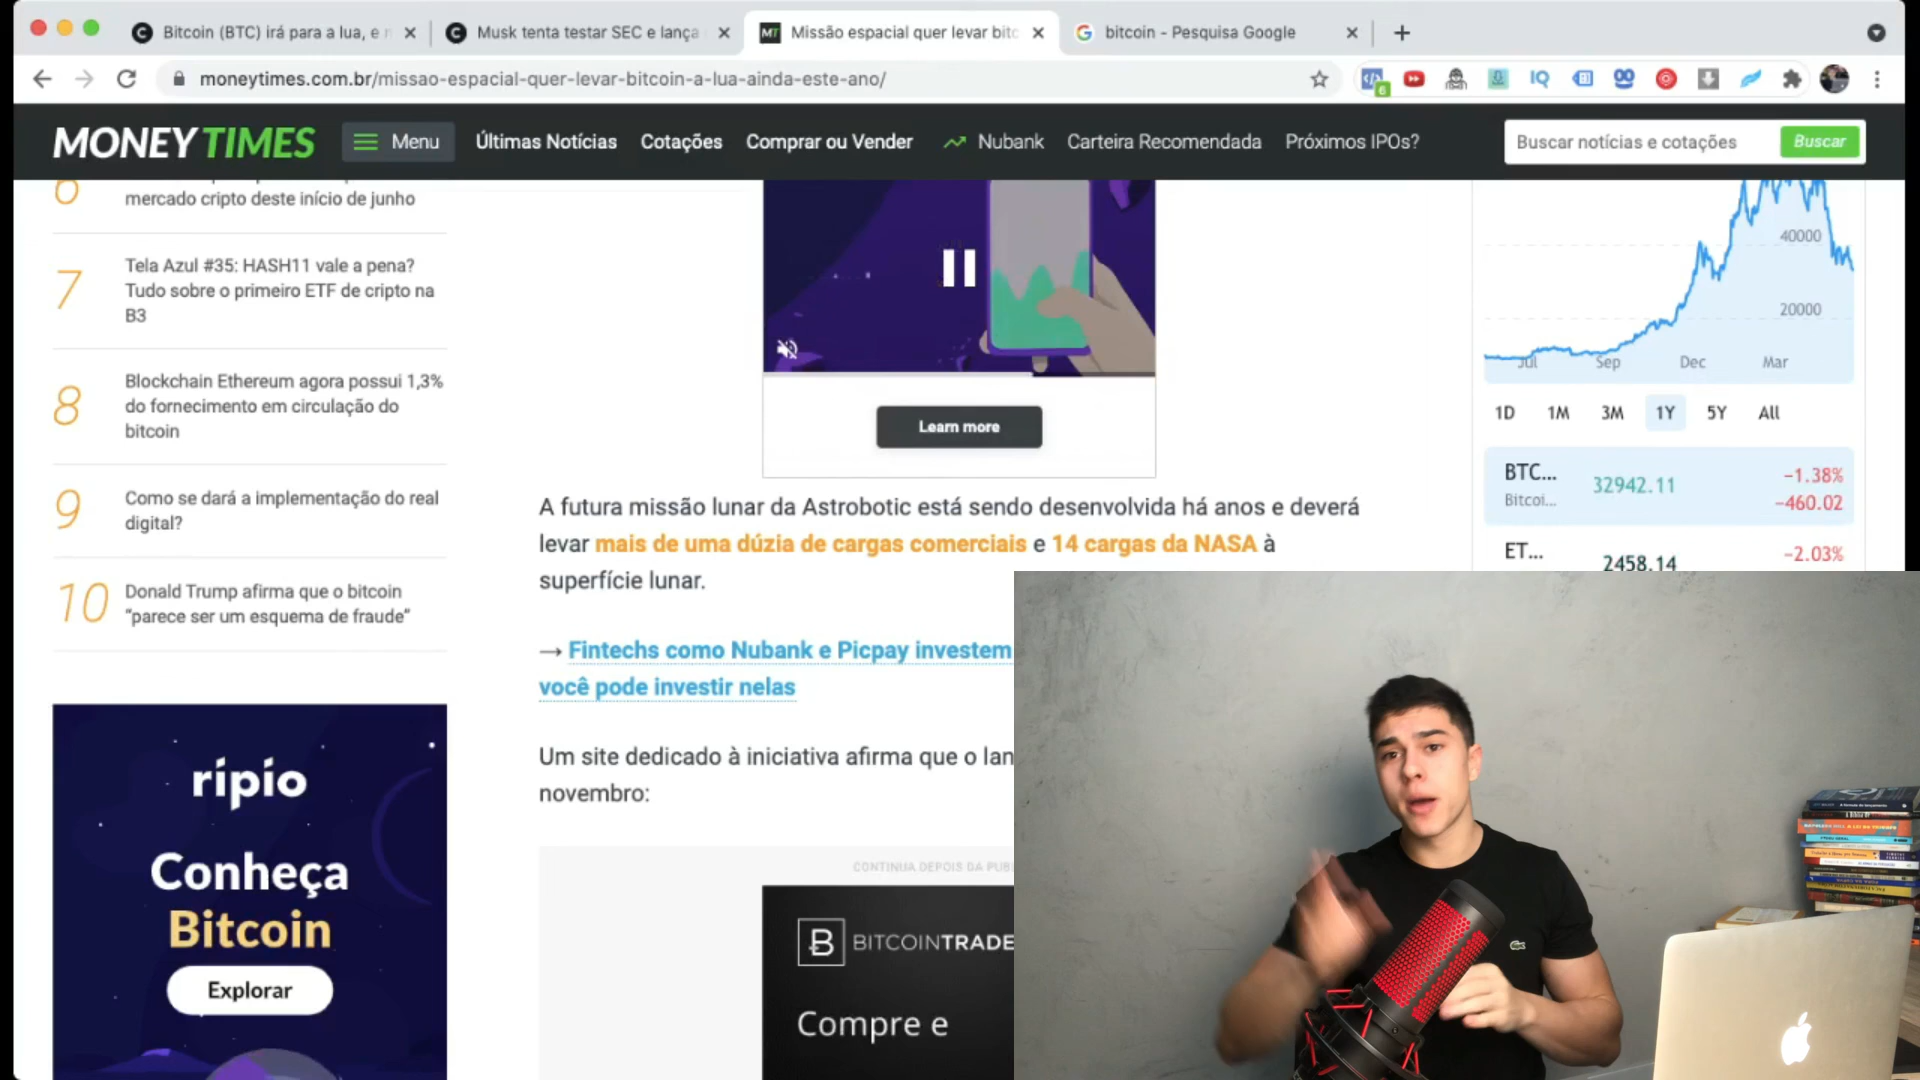 Bitcoin (BTC) irá para a lua, e
Musk tenta testar SEC e lança
Missão espacial quer levar bitc
bitcoin - Pesquisa Google
moneytimes.com.br/missao-espacial-quer-levar-bitcoin-a-lua-ainda-este-ano/
IQ
6
MONEY TIMES
Menu
Últimas Notícias
Cotações
Comprar ou Vender
Nubank
Carteira Recomendada
Próximos IPOs?
Buscar notícias e cotações
Buscar
6
mercado cripto deste início de junho
7
Tela Azul #35: HASH11 vale a pena?
Tudo sobre o primeiro ETF de cripto na
B3
8
Blockchain Ethereum agora possui 1,3%
do fornecimento em circulação do
bitcoin
9
Como se dará a implementação do real
digital?
10
Donald Trump afirma que o bitcoin
“parece ser um esquema de fraude”
ripio
Conheça
Bitcoin
Explorar
Learn more
A futura missão lunar da Astrobotic está sendo desenvolvida há anos e deverá
levar mais de uma dúzia de cargas comerciais e 14 cargas da NASA à
superfície lunar.
→ Fintechs como Nubank e Picpay investem
você pode investir nelas
Um site dedicado à iniciativa afirma que o lan
novembro:
CONTINUA DEPOIS DA PUB
BITCOINTRADE
Compre e
40000
20000
Jul
Sep
Dec
Mar
1D
1M
3M
1Y
5Y
All
BTC...
Bitcoi...
32942.11
−1.38%
−460.02
ET...
2458.14
−2.03%